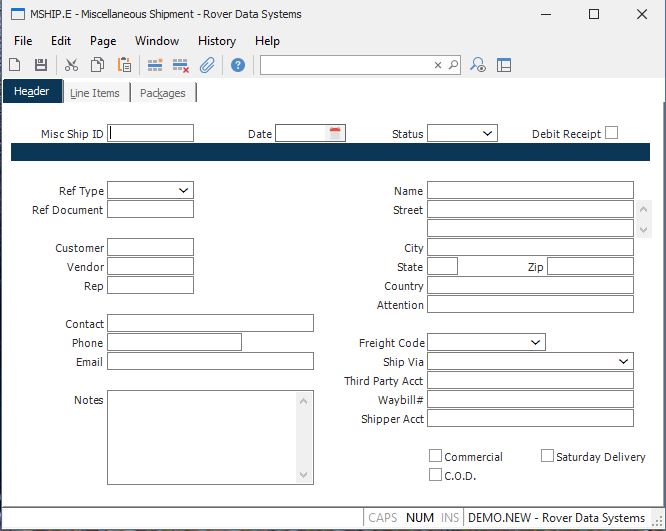 MSHIP.E - Miscellaneous Shipment - Rover Data Systems
File Edit Page Window History Help
Header Line Items Packages
Misc Ship ID Date Status Debit Receipt
Ref Type Name
Ref Document Street
Customer City
Vendor State Zip
Rep Country
Attention
Contact
Phone Freight Code
Email Ship Via
Third Party Acct
Notes Waybill#
Shipper Acct
Commercial Saturday Delivery
C.O.D.
CAPS NUM INS DEMO.NEW - Rover Data Systems